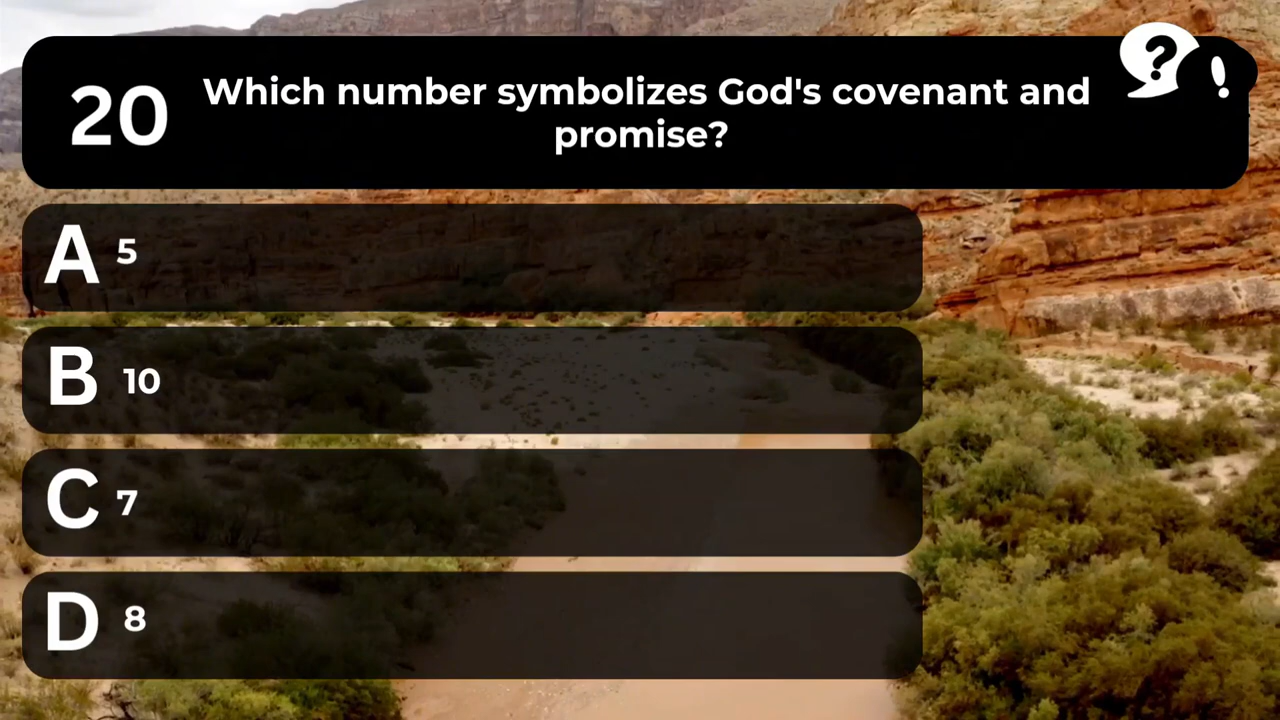 20
Which number symbolizes God's covenant and
promise?
? !
A 5
B 10
C 7
D 8